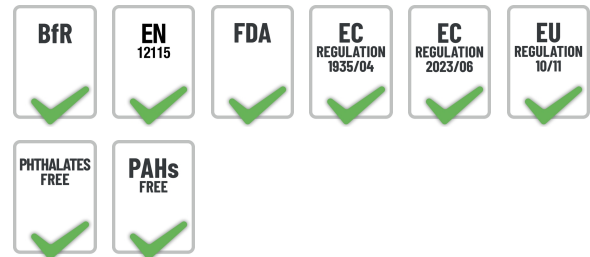 BfR
EN
12115
FDA
EC
REGULATION
1935/04
EC
REGULATION
2023/06
EU
REGULATION
10/11
PHTHALATES
FREE
PAHs
FREE